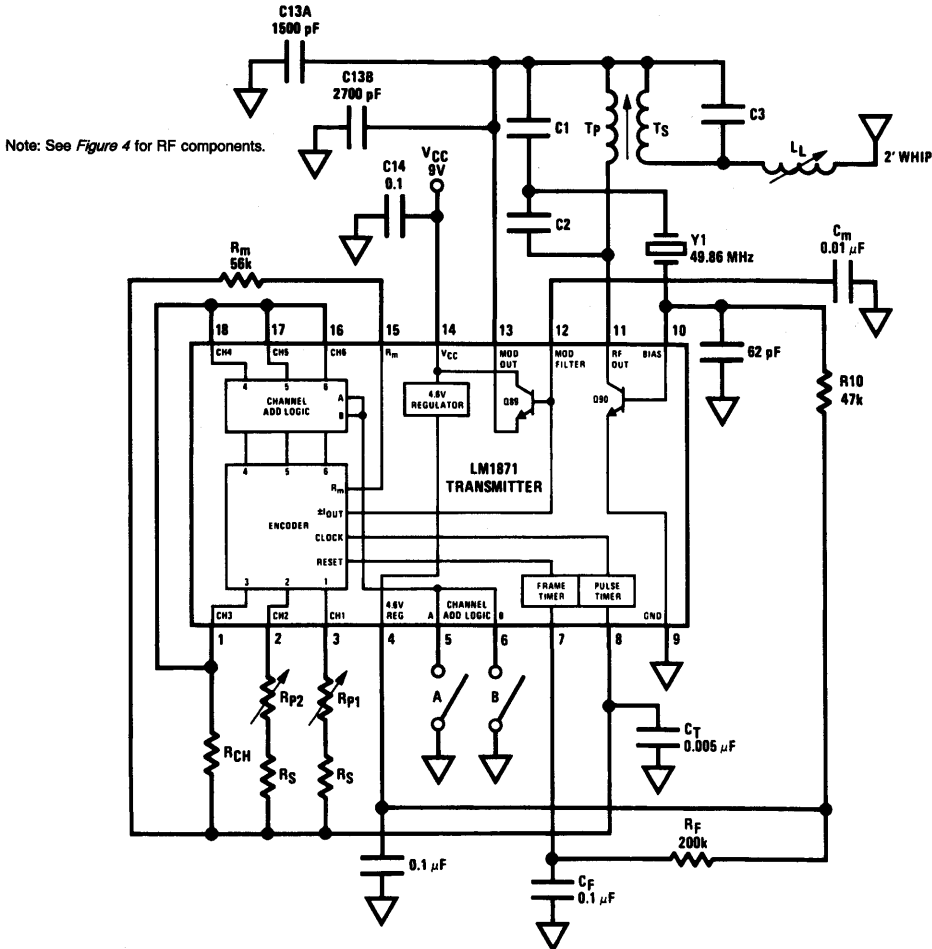 C13A
1500 pF
C13B
2700 pF
Note: See Figure 4 for RF components.
VCC
9V
C14
0.1
C1
TP
TS
C3
LL
2' WHIP
C2
Y1
49.86 MHz
Cm
0.01 µF
Rm
56k
62 pF
R10
47k
18 17 16 15 14 13 12 11 10
CH4 CH5 CH6 Rm VCC MOD OUT MOD FILTER RF OUT BIAS
4 5 6
CHANNEL
ADD LOGIC
A
B
4.6V
REGULATOR
Q89
Q90
LM1871
TRANSMITTER
4 5 6
Rm
±IOUT
ENCODER
CLOCK
RESET
3 2 1
FRAME
TIMER
PULSE
TIMER
CH3 CH2 CH1
4.6V
REG
A CHANNEL B
ADD LOGIC
GND
1 2 3 4 5 6 7 8 9
RP2
RP1
A
B
RCH
RS
RS
CT
0.005 µF
RF
200k
0.1 µF
CF
0.1 µF